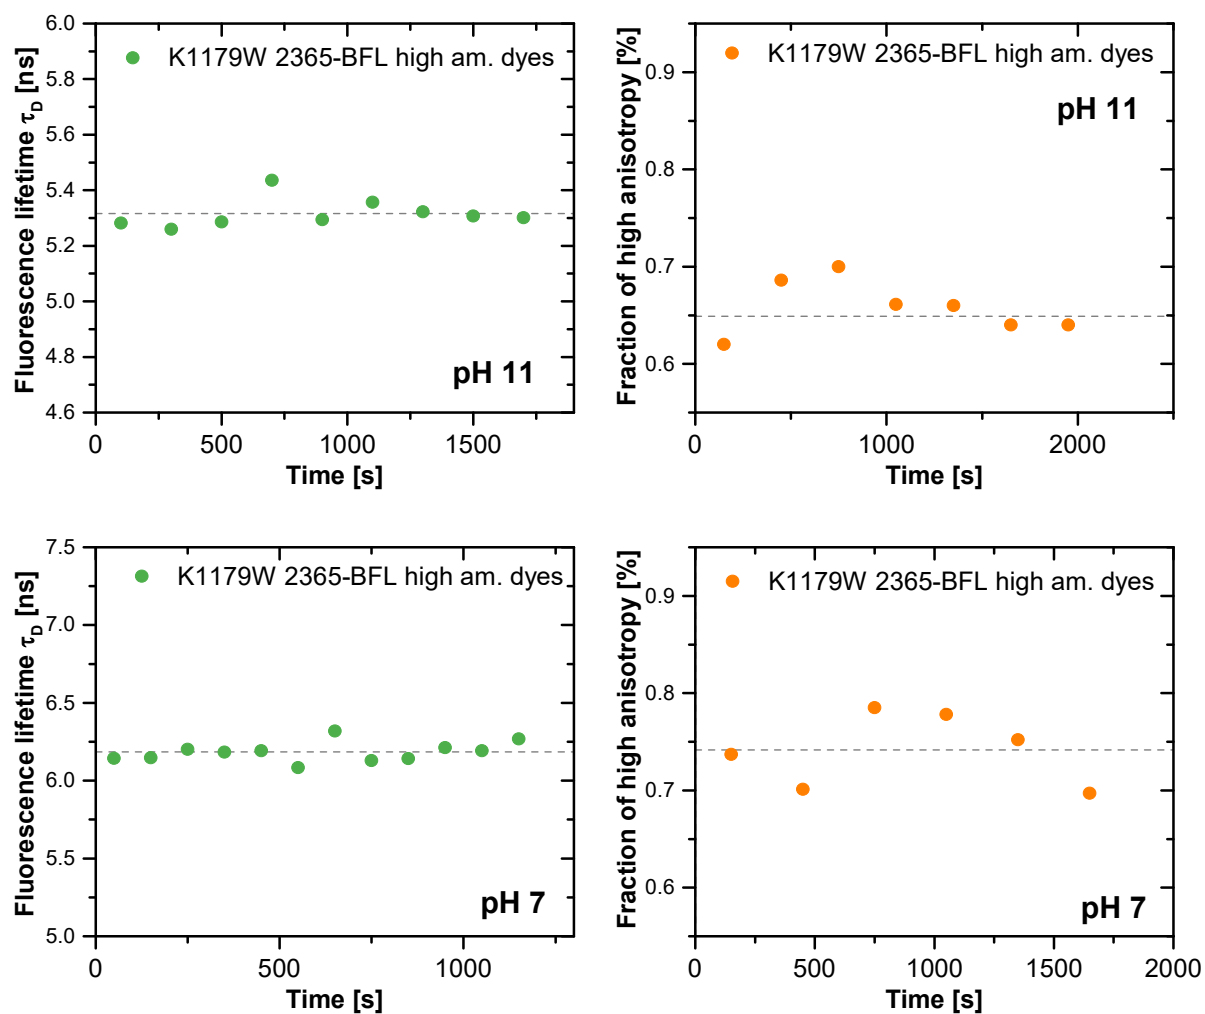 Fluorescence lifetime τD [ns]
6.0
5.8
5.6
5.4
5.2
5.0
4.8
4.6
K1179W 2365-BFL high am. dyes
pH 11
0 500 1000 1500
Time [s]
Fraction of high anisotropy [%]
0.9
0.8
0.7
0.6
K1179W 2365-BFL high am. dyes
pH 11
0 1000 2000
Time [s]
Fluorescence lifetime τD [ns]
7.5
7.0
6.5
6.0
5.5
5.0
K1179W 2365-BFL high am. dyes
pH 7
0 500 1000
Time [s]
Fraction of high anisotropy [%]
0.9
0.8
0.7
0.6
K1179W 2365-BFL high am. dyes
pH 7
0 500 1000 1500 2000
Time [s]